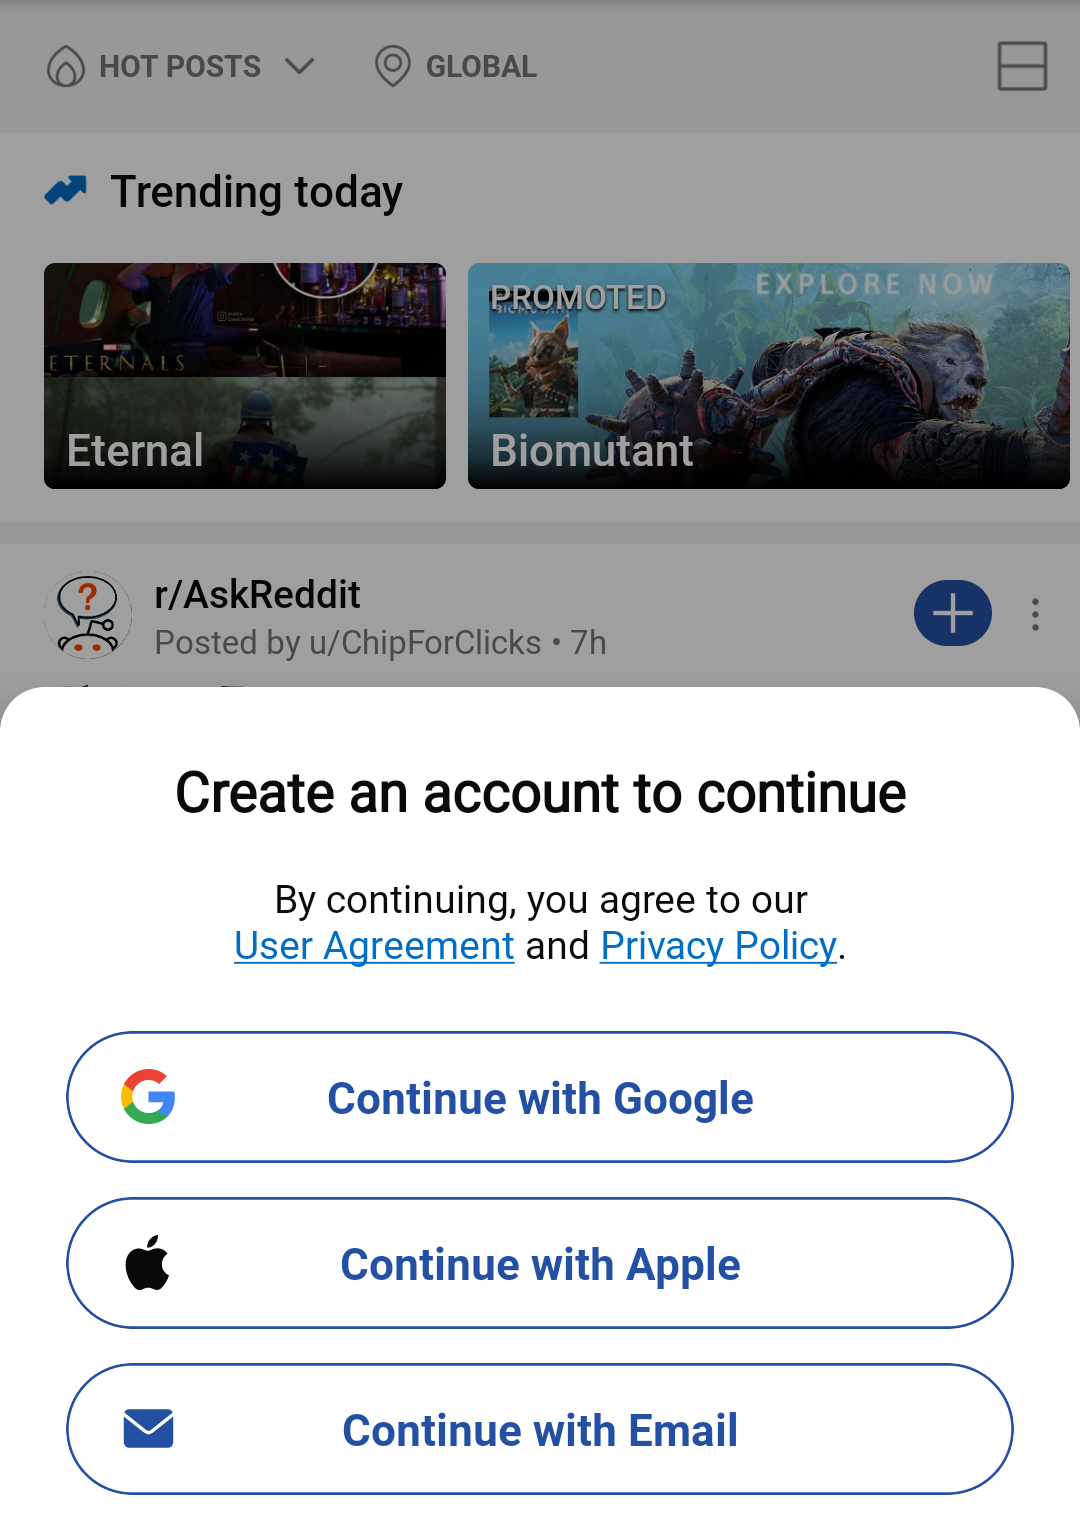 HOT POSTS
GLOBAL
Trending today
ETERNALS
Eternal
PROMOTED
EXPLORE NOW
BIOMUTANT
Biomutant
r/AskReddit
Posted by u/ChipForClicks • 7h
Create an account to continue
By continuing, you agree to our
User Agreement and Privacy Policy.
Continue with Google
Continue with Apple
Continue with Email